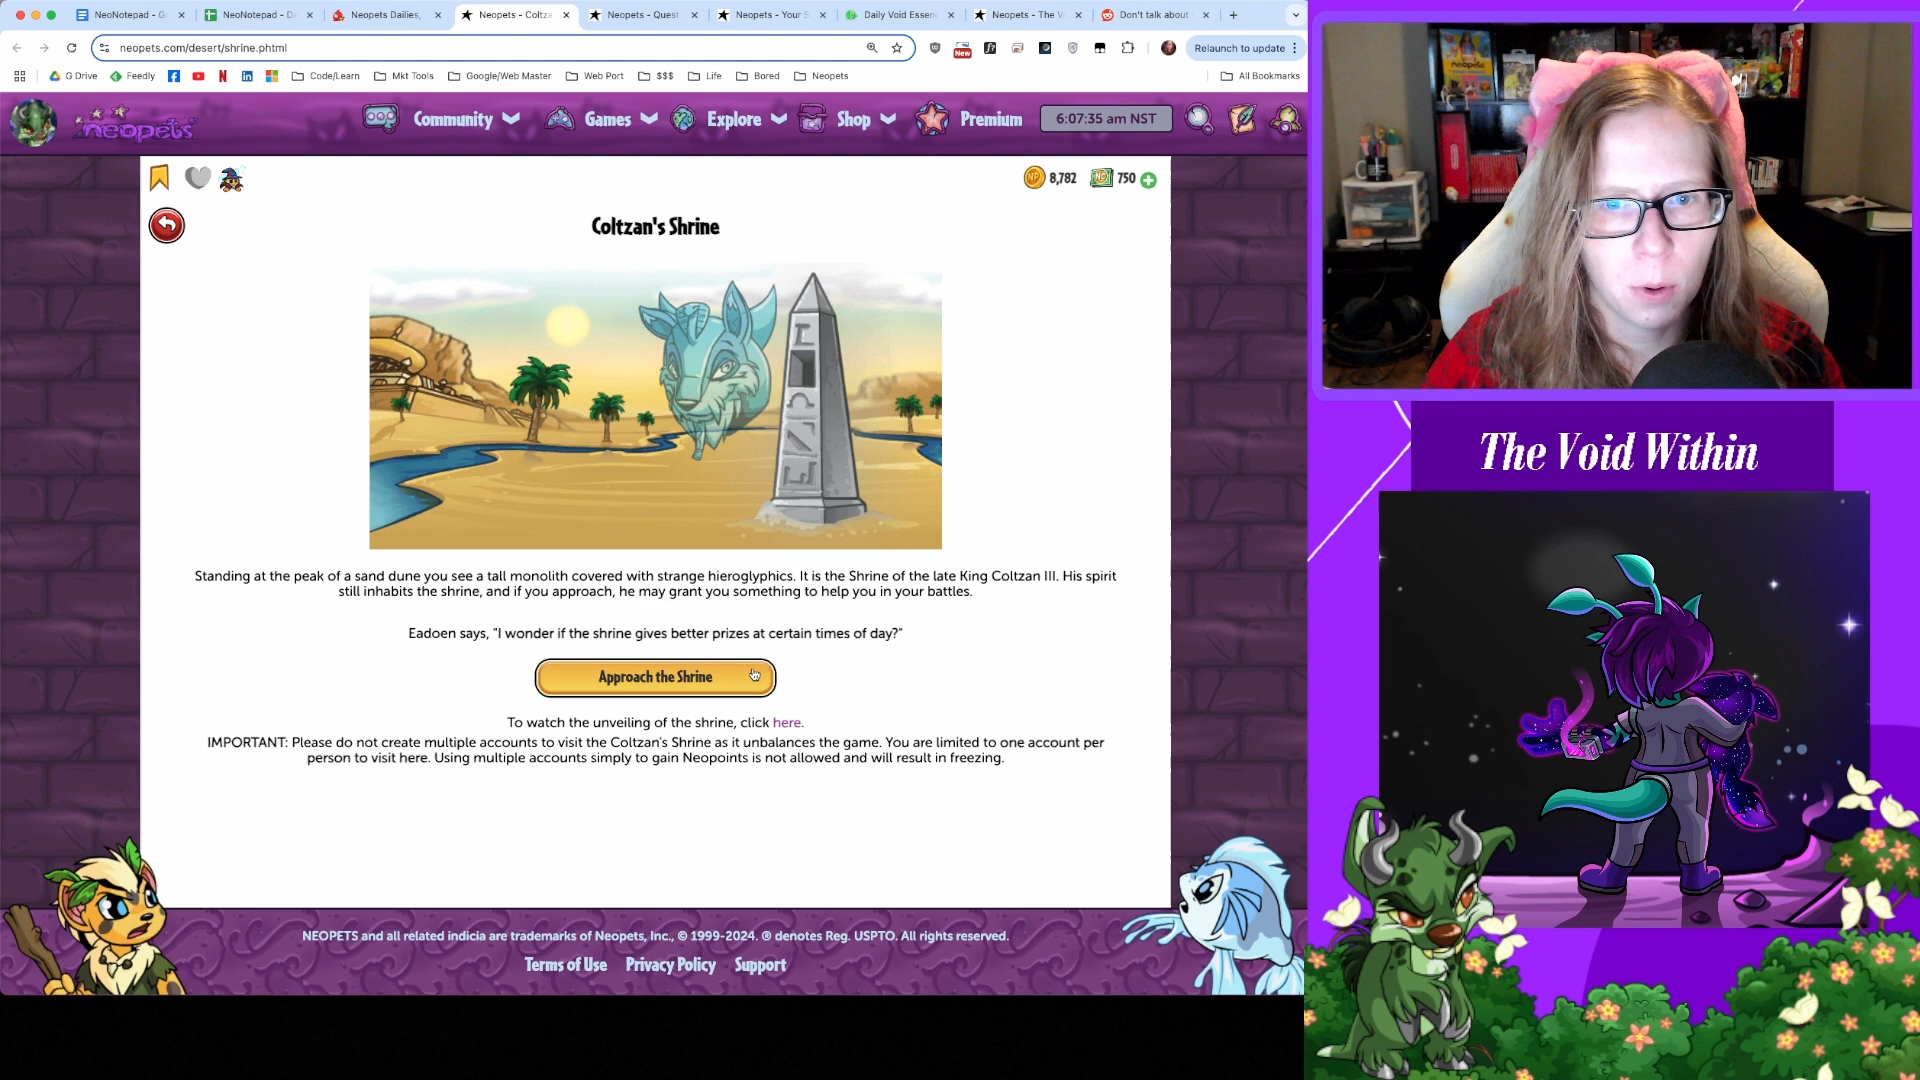 NeoNotepad - G
NeoNotepad - D
Neopets Dailies,
Neopets - Coltza
Neopets - Quest
Neopets - Your S
Daily Void Essen
Neopets - The V
Don't talk about
neopets.com/desert/shrine.phtml
New
Relaunch to update
G Drive
Feedly
Code/Learn
Mkt Tools
Google/Web Master
Web Port
$$$
Life
Bored
Neopets
All Bookmarks
neopets
Community
Games
Explore
Shop
Premium
6:07:35 am NST
NP 8,782
NC 750
Coltzan's Shrine
Standing at the peak of a sand dune you see a tall monolith covered with strange hieroglyphics. It is the Shrine of the late King Coltzan III. His spirit
still inhabits the shrine, and if you approach, he may grant you something to help you in your battles.
Eadoen says, "I wonder if the shrine gives better prizes at certain times of day?"
Approach the Shrine
To watch the unveiling of the shrine, click here.
IMPORTANT: Please do not create multiple accounts to visit the Coltzan's Shrine as it unbalances the game. You are limited to one account per
person to visit here. Using multiple accounts simply to gain Neopoints is not allowed and will result in freezing.
NEOPETS and all related indicia are trademarks of Neopets, Inc., © 1999-2024. ® denotes Reg. USPTO. All rights reserved.
Terms of Use
Privacy Policy
Support
The Void Within